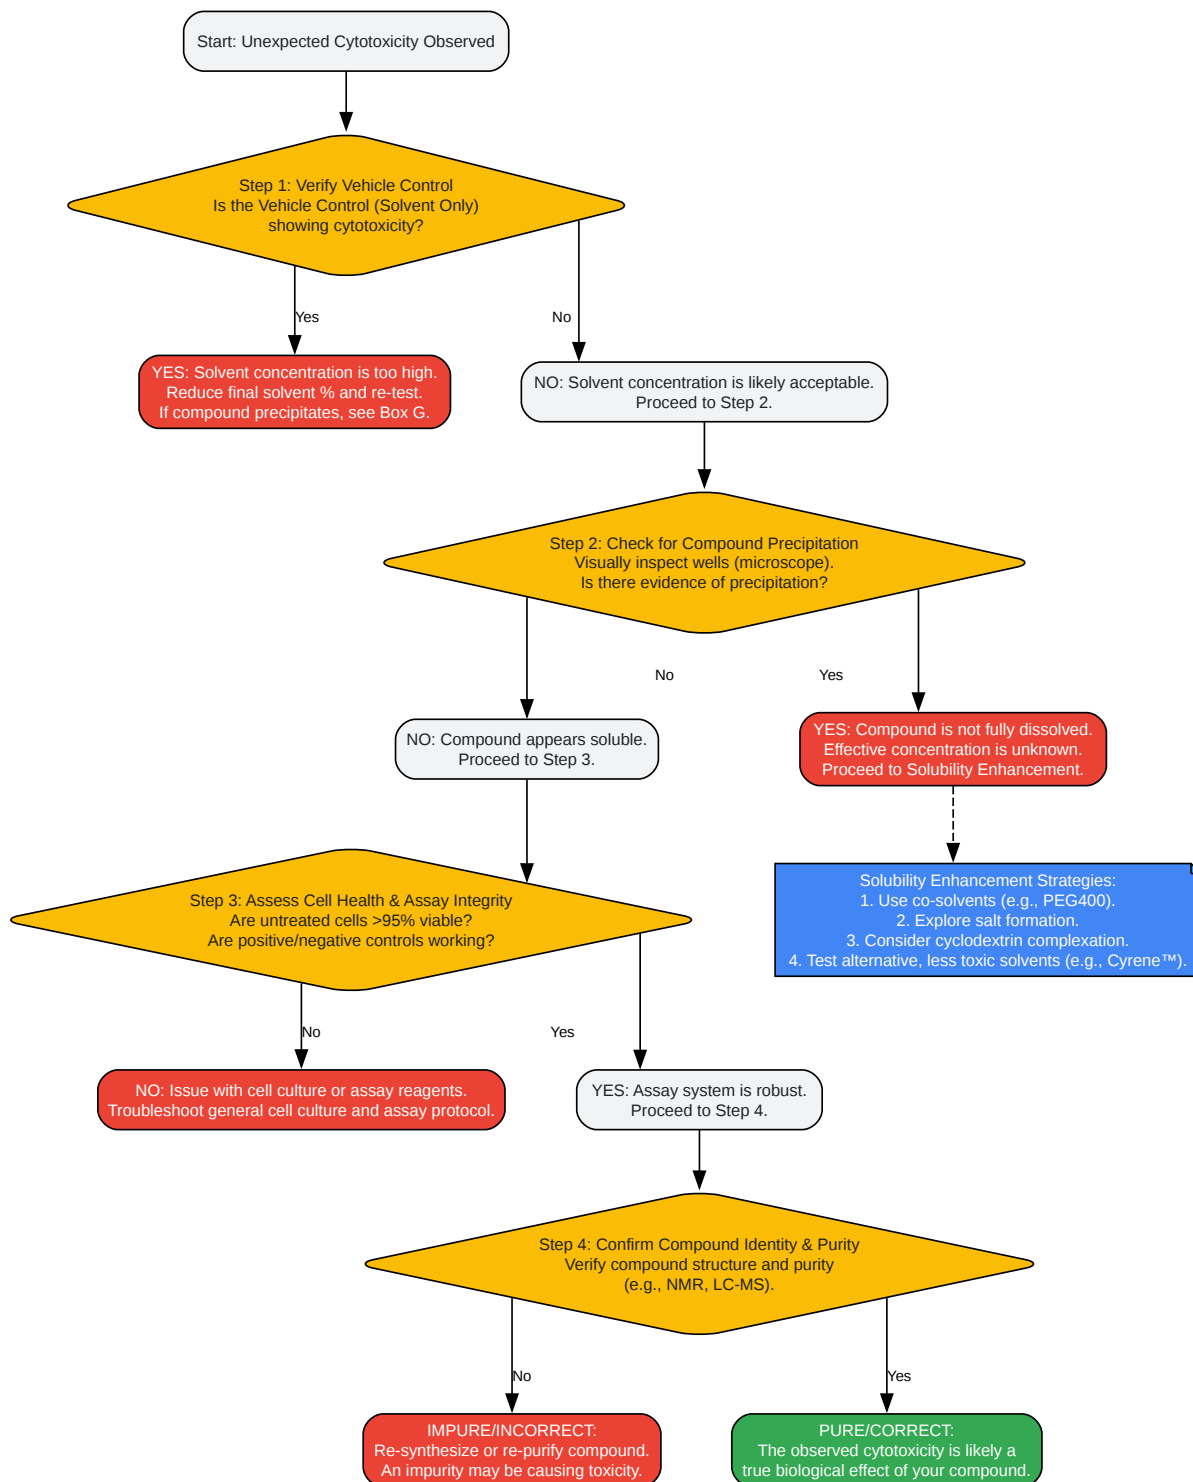 Start: Unexpected Cytotoxicity Observed
Step 1: Verify Vehicle Control
Is the Vehicle Control (Solvent Only)
showing cytotoxicity?
Yes
No
YES: Solvent concentration is too high.
Reduce final solvent % and re-test.
If compound precipitates, see Box G.
NO: Solvent concentration is likely acceptable.
Proceed to Step 2.
Step 2: Check for Compound Precipitation
Visually inspect wells (microscope).
Is there evidence of precipitation?
No
Yes
NO: Compound appears soluble.
Proceed to Step 3.
YES: Compound is not fully dissolved.
Effective concentration is unknown.
Proceed to Solubility Enhancement.
Solubility Enhancement Strategies:
1. Use co-solvents (e.g., PEG400).
2. Explore salt formation.
3. Consider cyclodextrin complexation.
4. Test alternative, less toxic solvents (e.g., Cyrene™).
Step 3: Assess Cell Health & Assay Integrity
Are untreated cells >95% viable?
Are positive/negative controls working?
No
Yes
NO: Issue with cell culture or assay reagents.
Troubleshoot general cell culture and assay protocol.
YES: Assay system is robust.
Proceed to Step 4.
Step 4: Confirm Compound Identity & Purity
Verify compound structure and purity
(e.g., NMR, LC-MS).
No
Yes
IMPURE/INCORRECT:
Re-synthesize or re-purify compound.
An impurity may be causing toxicity.
PURE/CORRECT:
The observed cytotoxicity is likely a
true biological effect of your compound.